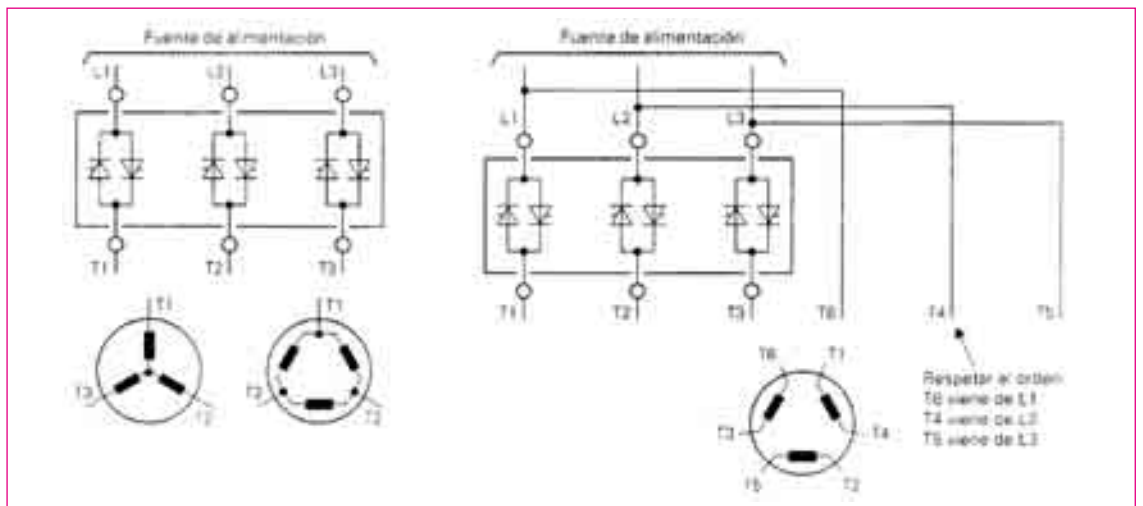 Fuente de alimentación
L1 L2 L3
T1 T2 T3
T1
T3 T2
T1
T3 T2
Fuente de alimentación
L1 L2 L3
T1 T2 T3 T6 T4 T5
T6 T1
T3 T4
T5 T2
Respetar el orden
T6 viene de L1
T4 viene de L2
T5 viene de L3